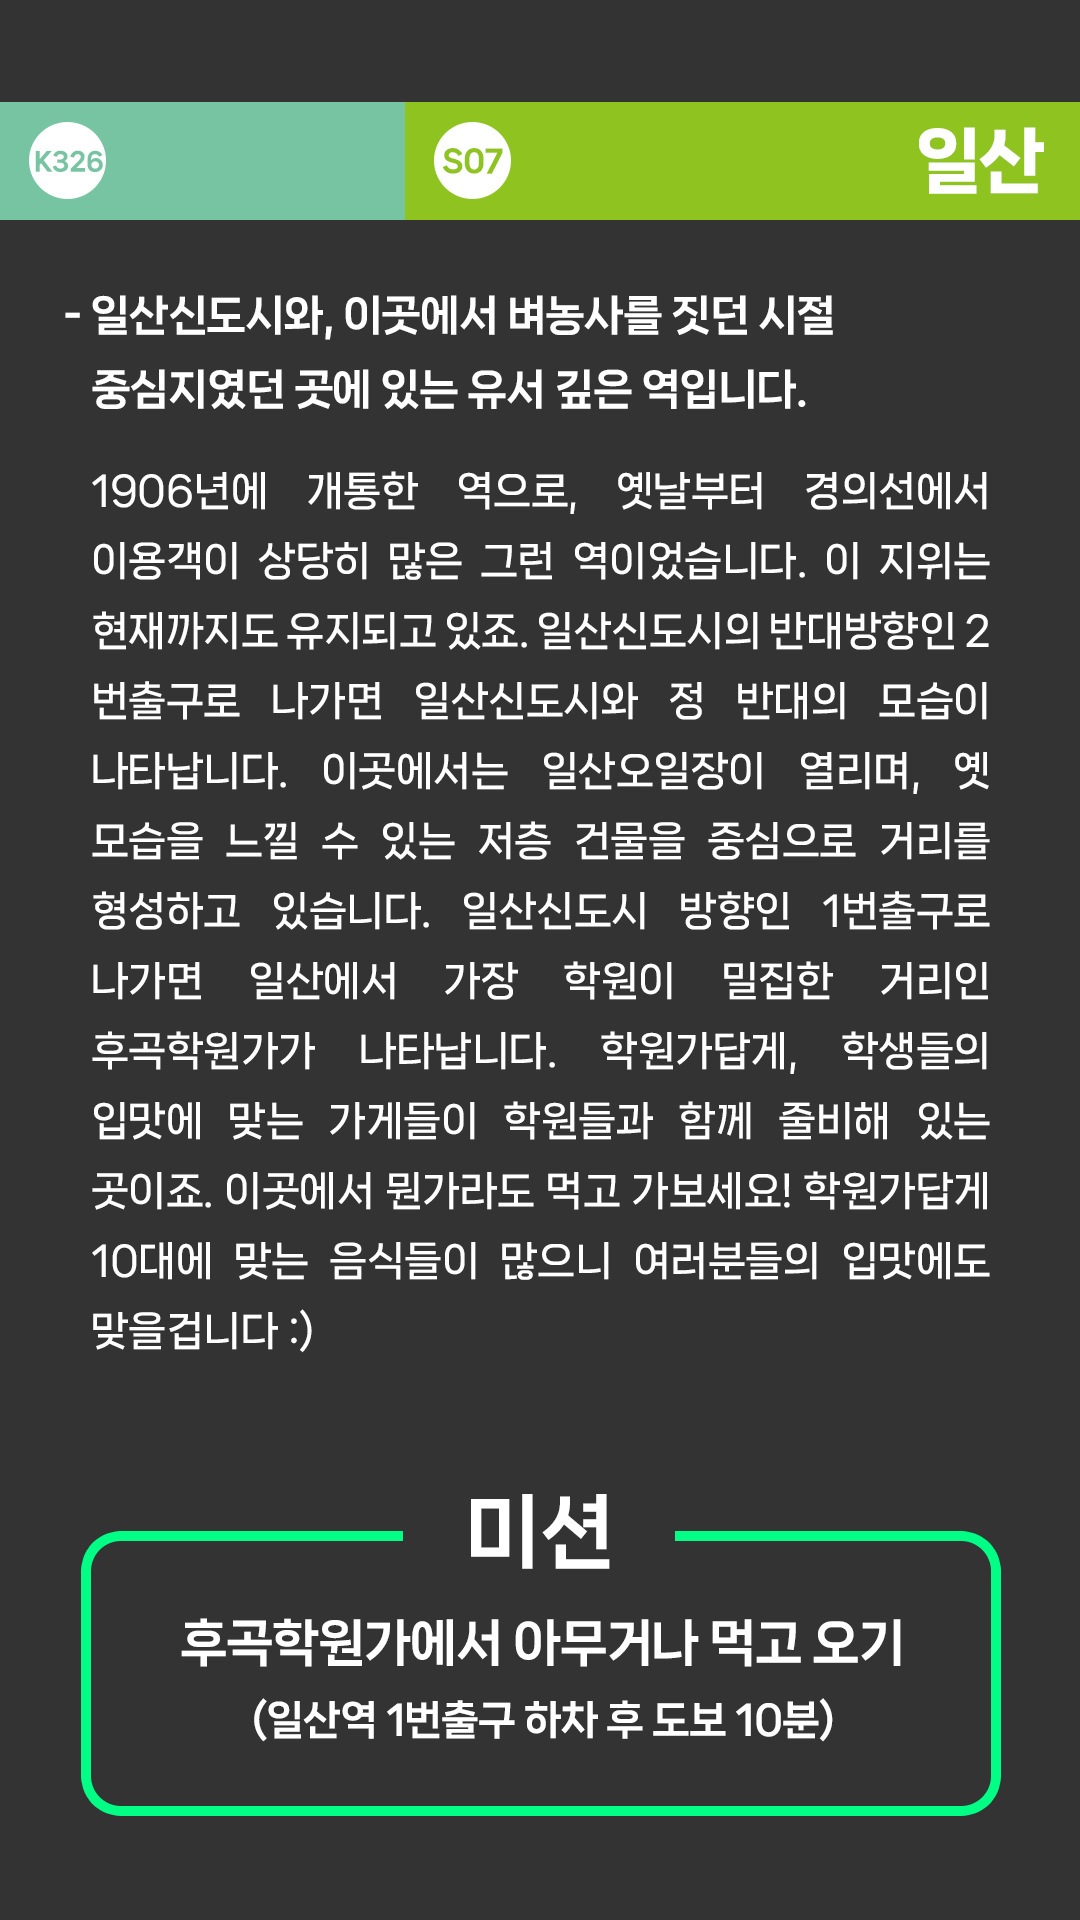 K326
S07
일산
- 일산신도시와, 이곳에서 벼농사를 짓던 시절
중심지였던 곳에 있는 유서 깊은 역입니다.
1906년에 개통한 역으로, 옛날부터 경의선에서
이용객이 상당히 많은 그런 역이었습니다. 이 지위는
현재까지도 유지되고 있죠. 일산신도시의 반대방향인 2
번출구로 나가면 일산신도시와 정 반대의 모습이
나타납니다. 이곳에서는 일산오일장이 열리며, 옛
모습을 느낄 수 있는 저층 건물을 중심으로 거리를
형성하고 있습니다. 일산신도시 방향인 1번출구로
나가면 일산에서 가장 학원이 밀집한 거리인
후곡학원가가 나타납니다. 학원가답게, 학생들의
입맛에 맞는 가게들이 학원들과 함께 줄비해 있는
곳이죠. 이곳에서 뭔가라도 먹고 가보세요! 학원가답게
10대에 맞는 음식들이 많으니 여러분들의 입맛에도
맞을겁니다 :)
미션
후곡학원가에서 아무거나 먹고 오기
(일산역 1번출구 하차 후 도보 10분)